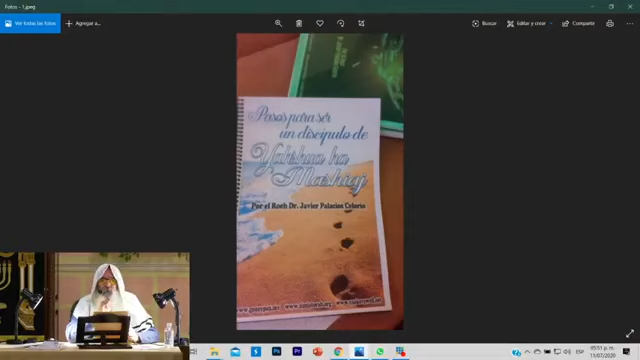 Fotos - 1.jpeg
Ver todas las fotos
Agregar a...
Buscar
Editar y crear
Compartir
Pasos para ser
un discípulo de
Yahshua ha
Mashiaj
Por el Roeh Dr. Javier Palacios Celorio
ESP
05:51 p. m.
11/07/2020